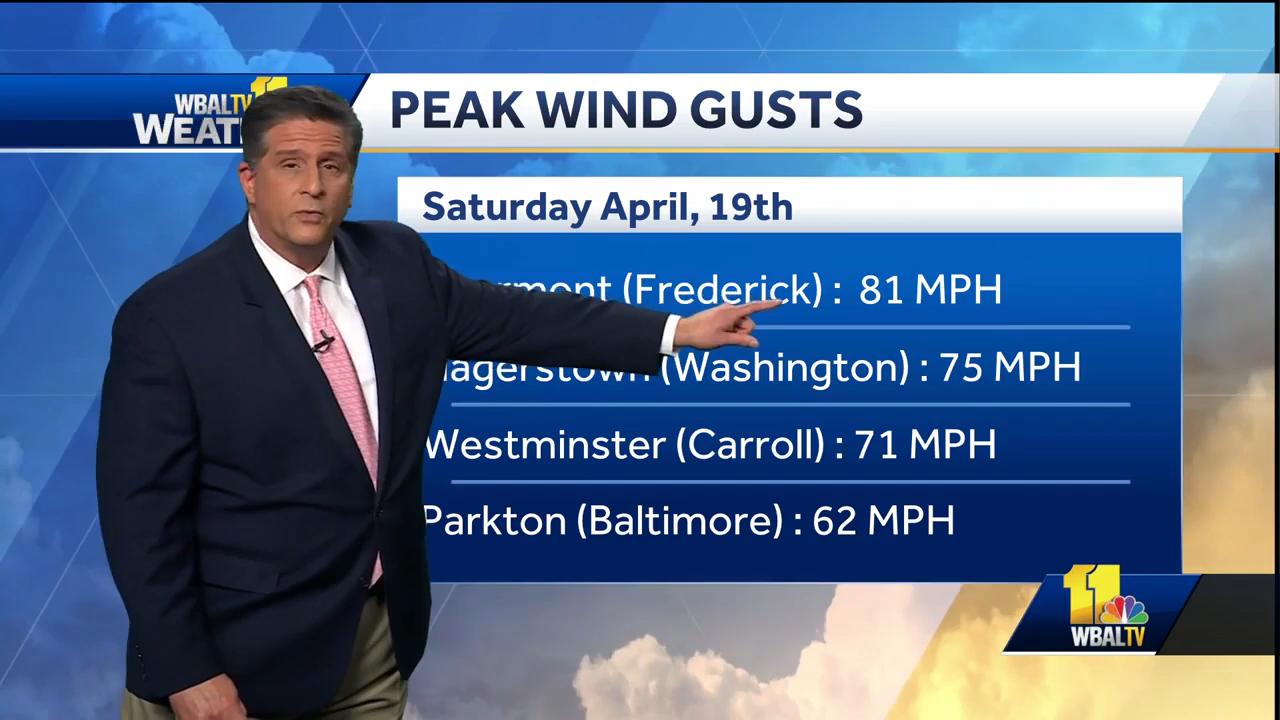 WBALTV 11
PEAK WIND GUSTS
Saturday April, 19th
(Frederick) : 81 MPH
(Washington) : 75 MPH
Westminster (Carroll) : 71 MPH
Parkton (Baltimore) : 62 MPH
11
WBALTV